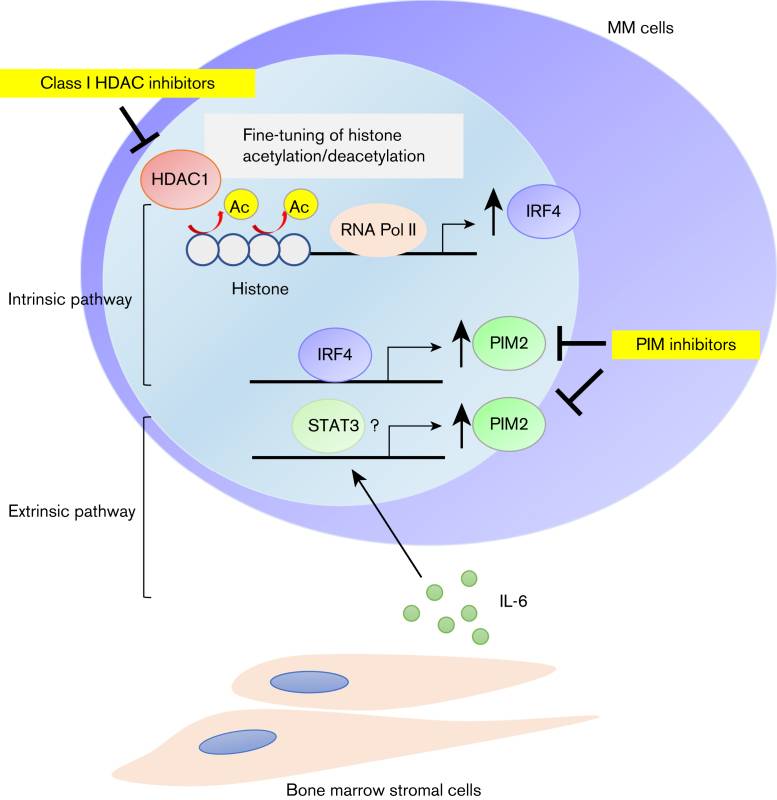 MM cells
Class I HDAC inhibitors
Fine-tuning of histone
acetylation/deacetylation
HDAC1
Ac
Ac
RNA Pol II
IRF4
Histone
Intrinsic pathway
IRF4
PIM2
PIM inhibitors
STAT3 ?
PIM2
Extrinsic pathway
IL-6
Bone marrow stromal cells